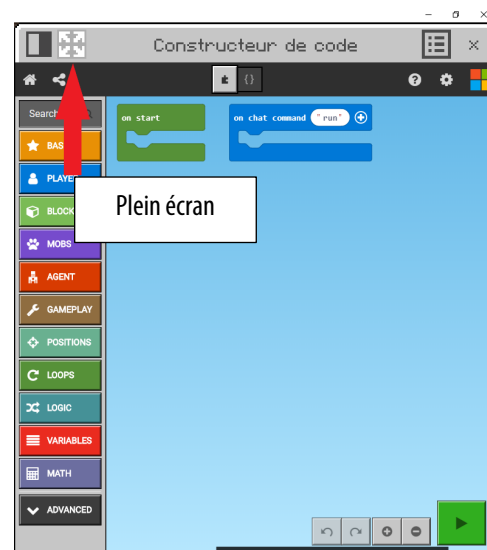 Constructeur de code
{}
Search
on start
on chat command "run"
BAS
PLAYE
BLOCK
Plein écran
MOBS
AGENT
GAMEPLAY
POSITIONS
LOOPS
LOGIC
VARIABLES
MATH
ADVANCED